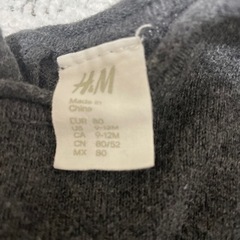 H&M
Made in
China
EUR 80
US 9-12M
CA 9-12M
CN 80/52
MX 80